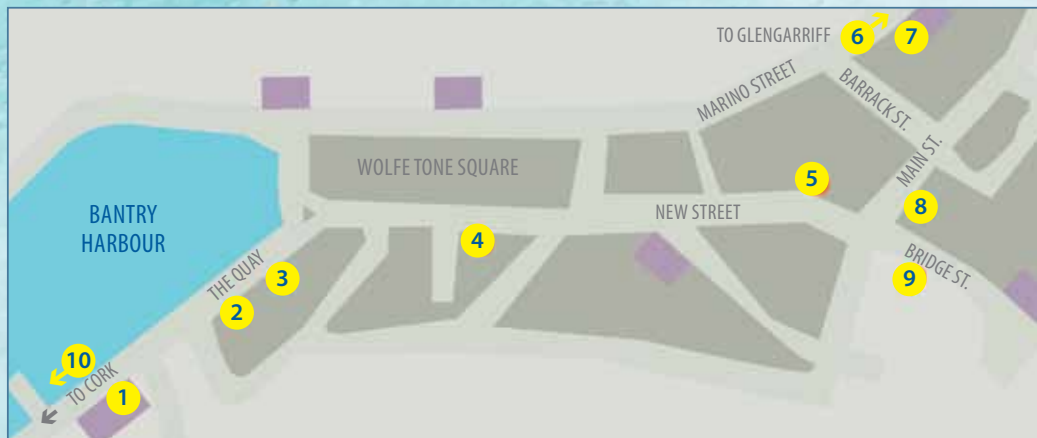 TO GLENGARRIFF
6
7
MARINO STREET
BARRACK ST.
MAIN ST.
WOLFE TONE SQUARE
5
NEW STREET
8
BANTRY
HARBOUR
4
THE QUAY
3
2
BRIDGE ST.
9
10
TO CORK
1